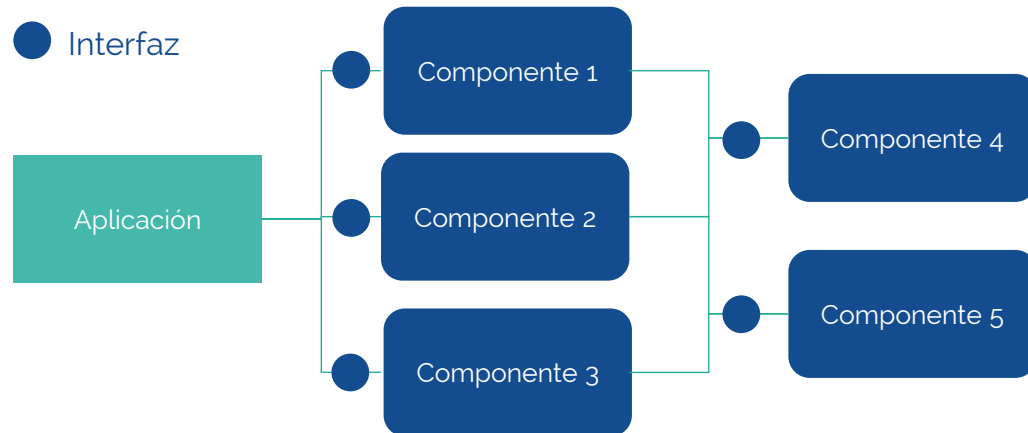 Interfaz
Aplicación
Componente 1
Componente 2
Componente 3
Componente 4
Componente 5